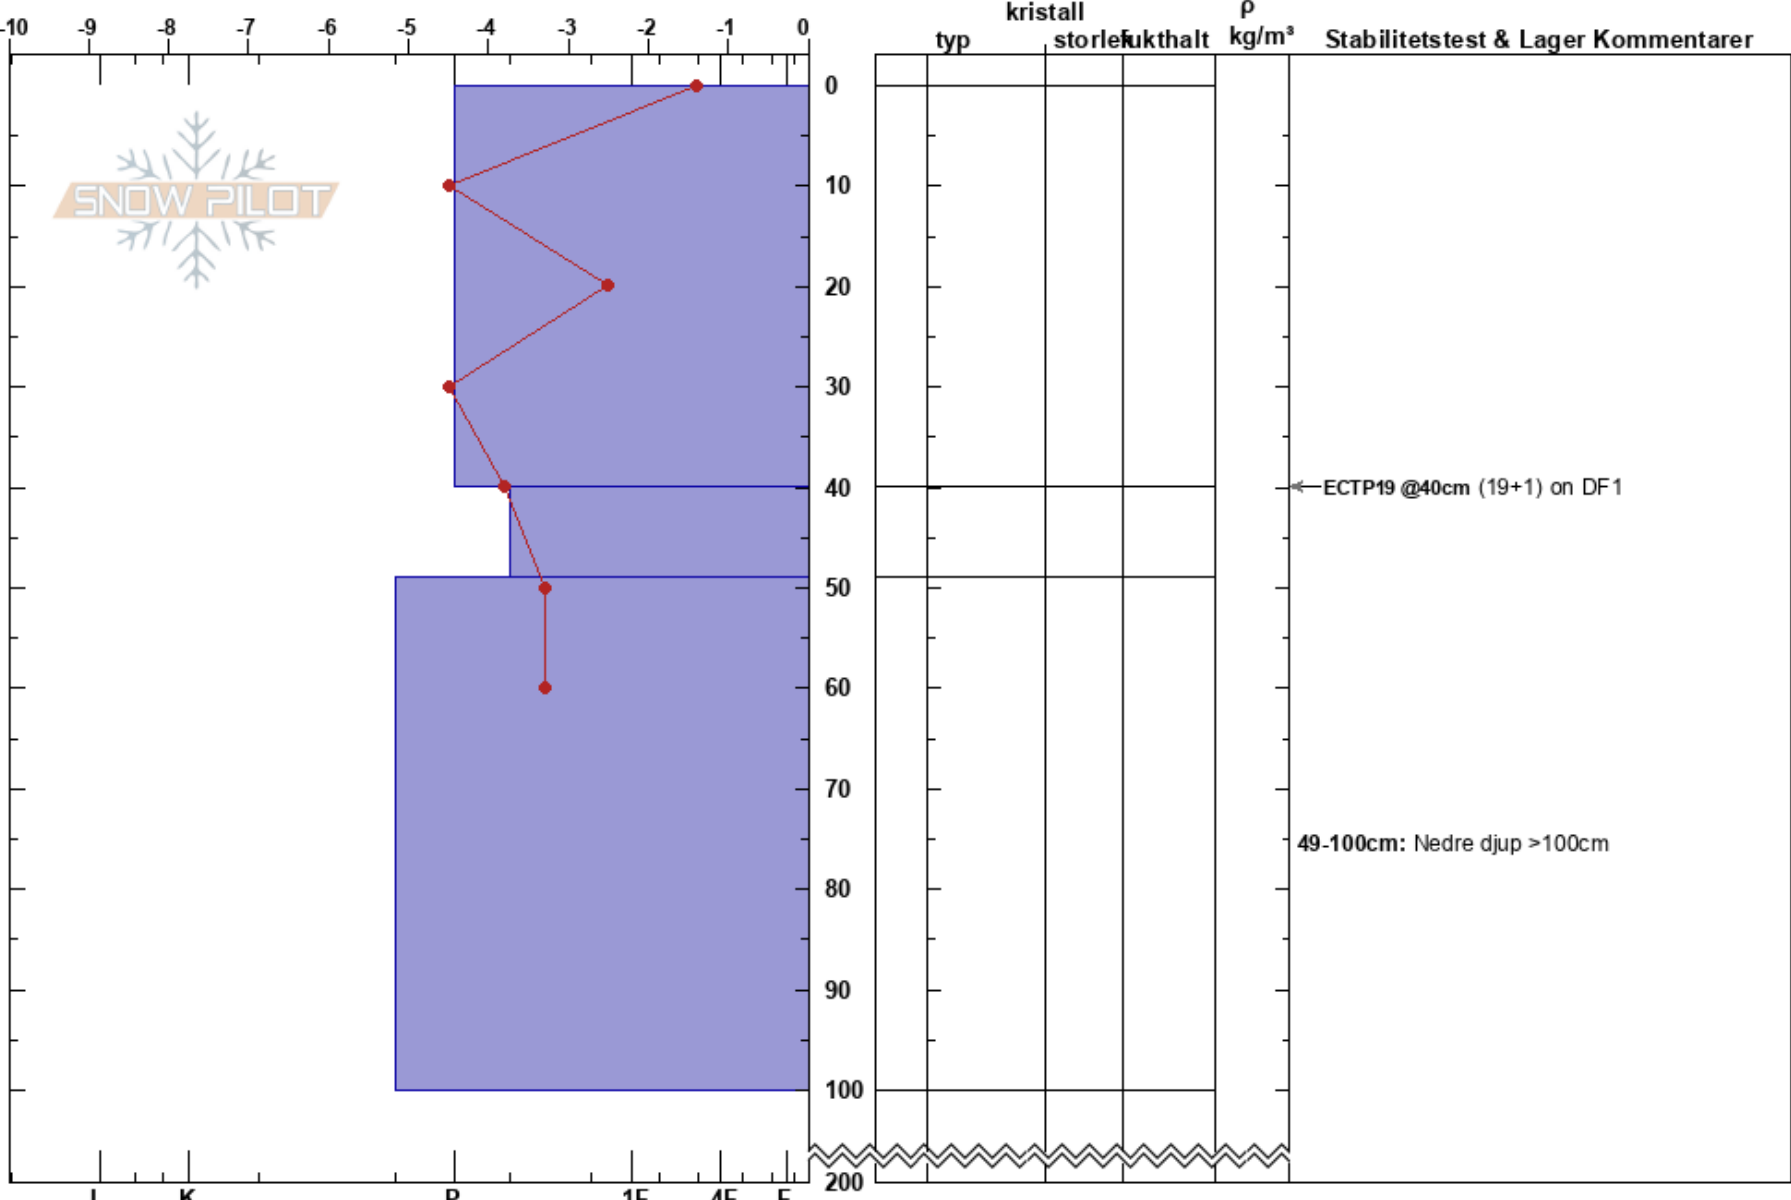 kristall
ρ
-10 -9 -8 -7 -6 -5 -4 -3 -2 -1 0
typ storlek fukthalt kg/m³ Stabilitetstest & Lager Kommentarer
0
SNOW PILOT
10
20
30
40
ECTP19 @40cm (19+1) on DF1
50
60
70
49-100cm: Nedre djup >100cm
80
90
100
200
I K P 1F 4F F